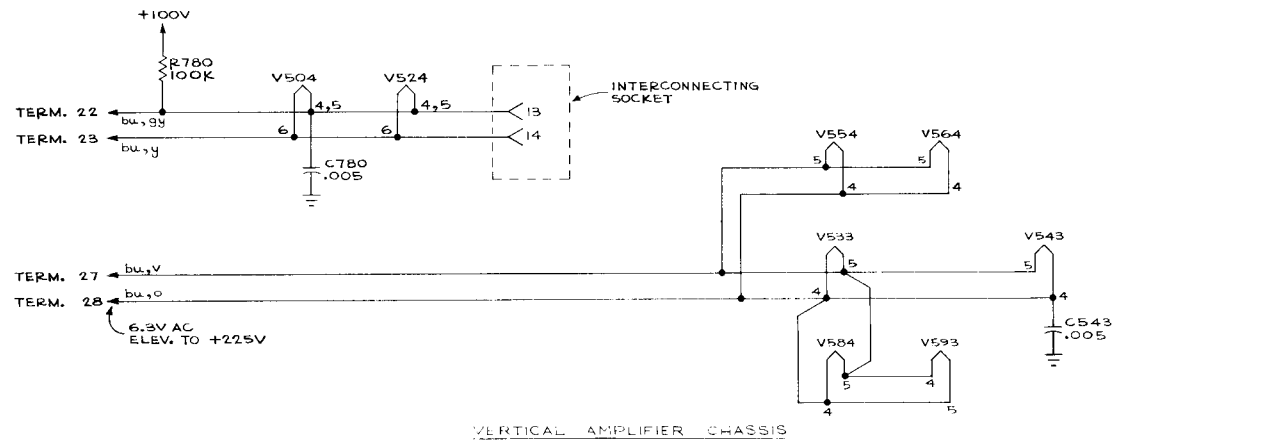 +100V
R780
100K
V504
V524
INTERCONNECTING
SOCKET
TERM. 22
bu,gy
4,5
4,5
13
TERM. 23
bu,y
6
6
14
C780
.005
V554
V564
5
5
4
4
V533
V543
TERM. 27
bu,v
5
5
TERM. 28
bu,o
4
4
6.3V AC
ELEV. TO +225V
C543
.005
V584
V593
5
4
4
5
VERTICAL AMPLIFIER CHASSIS